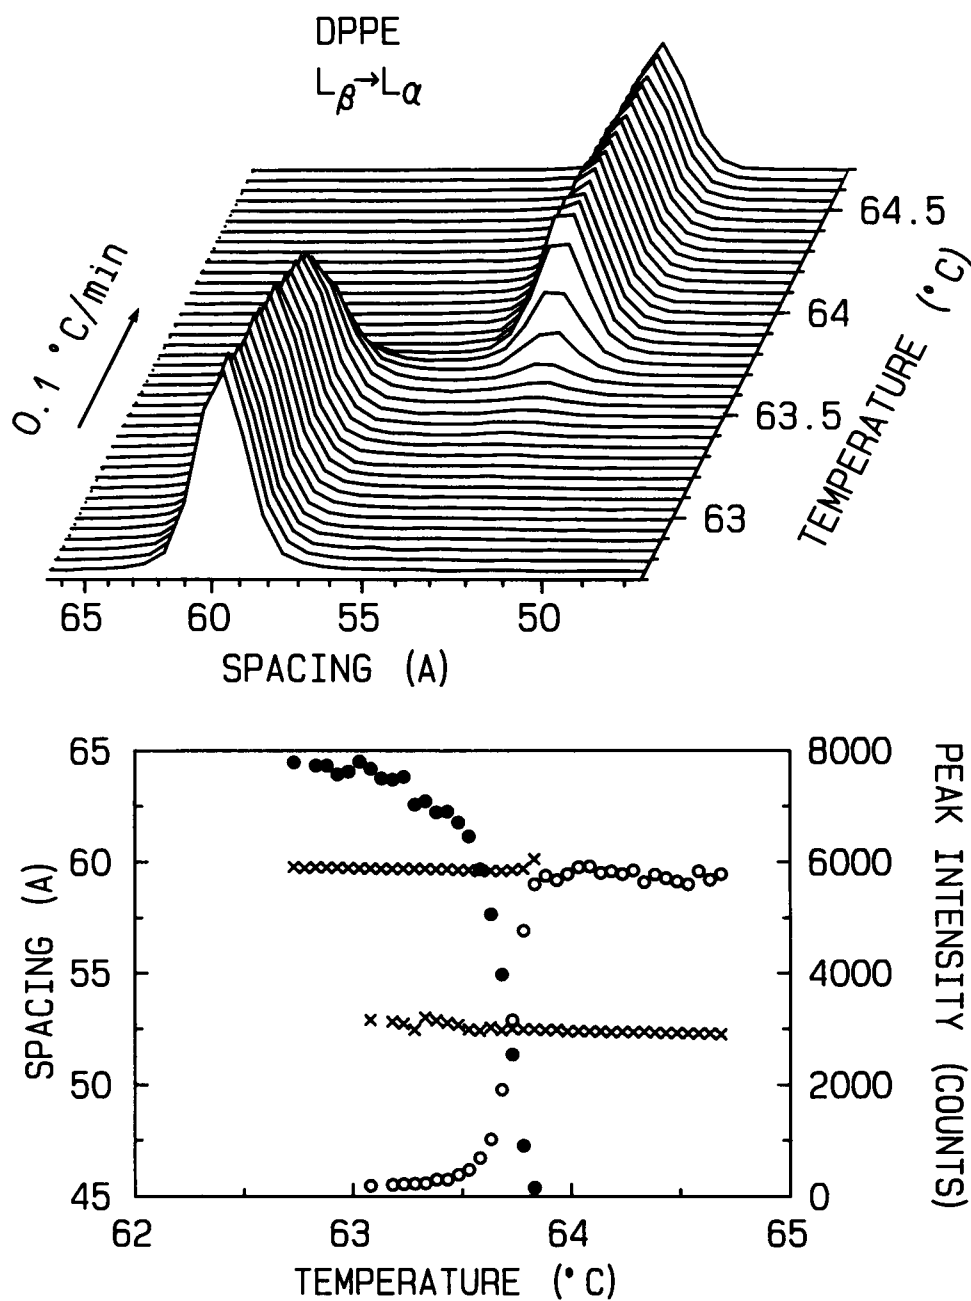 DPPE
Lβ→Lα
0.1 °C/min
64.5
64
63.5
63
TEMPERATURE (°C)
65 60 55 50
SPACING (A)
65
60
55
50
45
SPACING (A)
8000
6000
4000
2000
0
PEAK INTENSITY (COUNTS)
62 63 64 65
TEMPERATURE (°C)